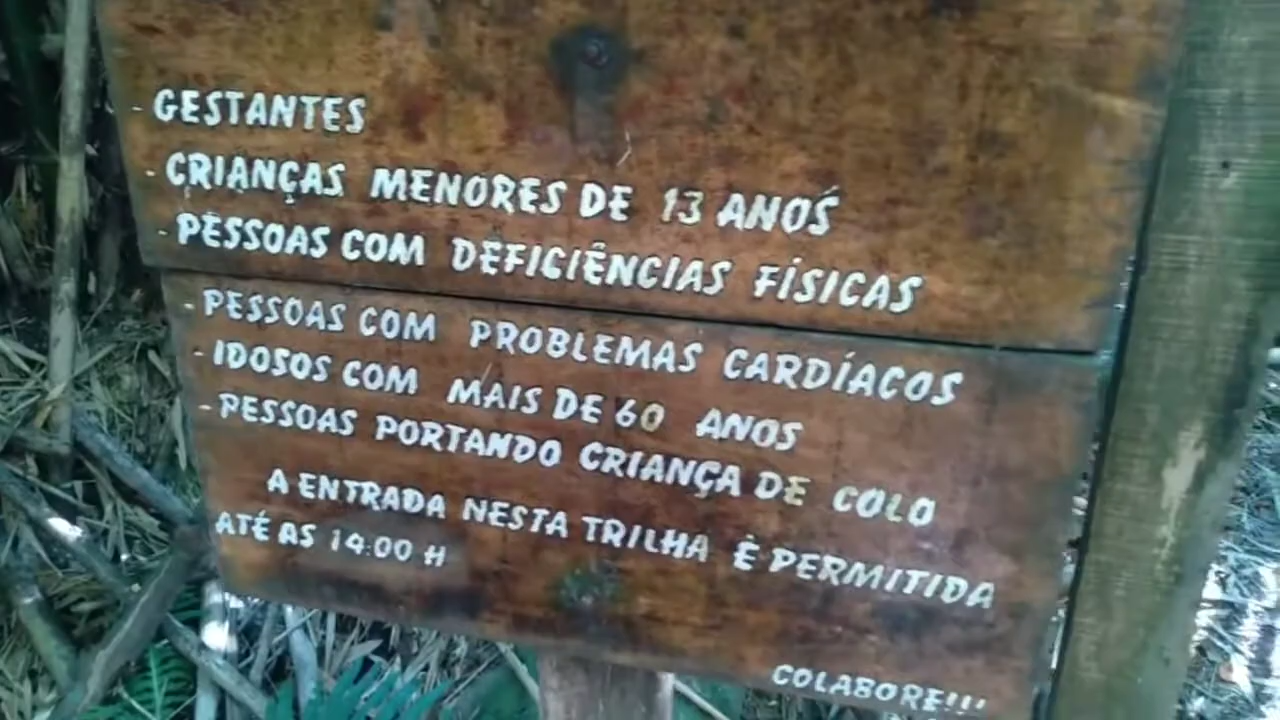 - GESTANTES
- CRIANÇAS MENORES DE 13 ANOS
- PESSOAS COM DEFICIÊNCIAS FÍSICAS
- PESSOAS COM PROBLEMAS CARDÍACOS
- IDOSOS COM MAIS DE 60 ANOS
- PESSOAS PORTANDO CRIANÇA DE COLO
A ENTRADA NESTA TRILHA É PERMITIDA
ATÉ AS 14:00 H
COLABORE!!!